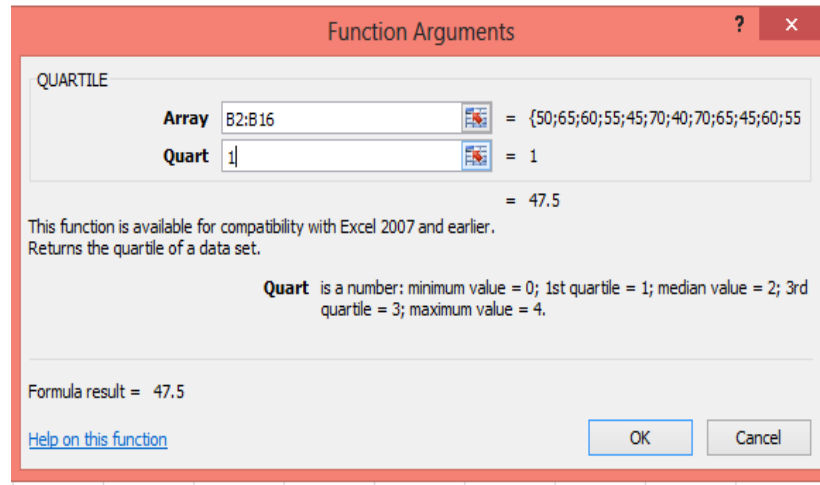 Function Arguments ? ×
QUARTILE
Array B2:B16 = {50;65;60;55;45;70;40;70;65;45;60;55
Quart 1 = 1
= 47.5
This function is available for compatibility with Excel 2007 and earlier.
Returns the quartile of a data set.
Quart is a number: minimum value = 0; 1st quartile = 1; median value = 2; 3rd
quartile = 3; maximum value = 4.
Formula result = 47.5
Help on this function OK Cancel